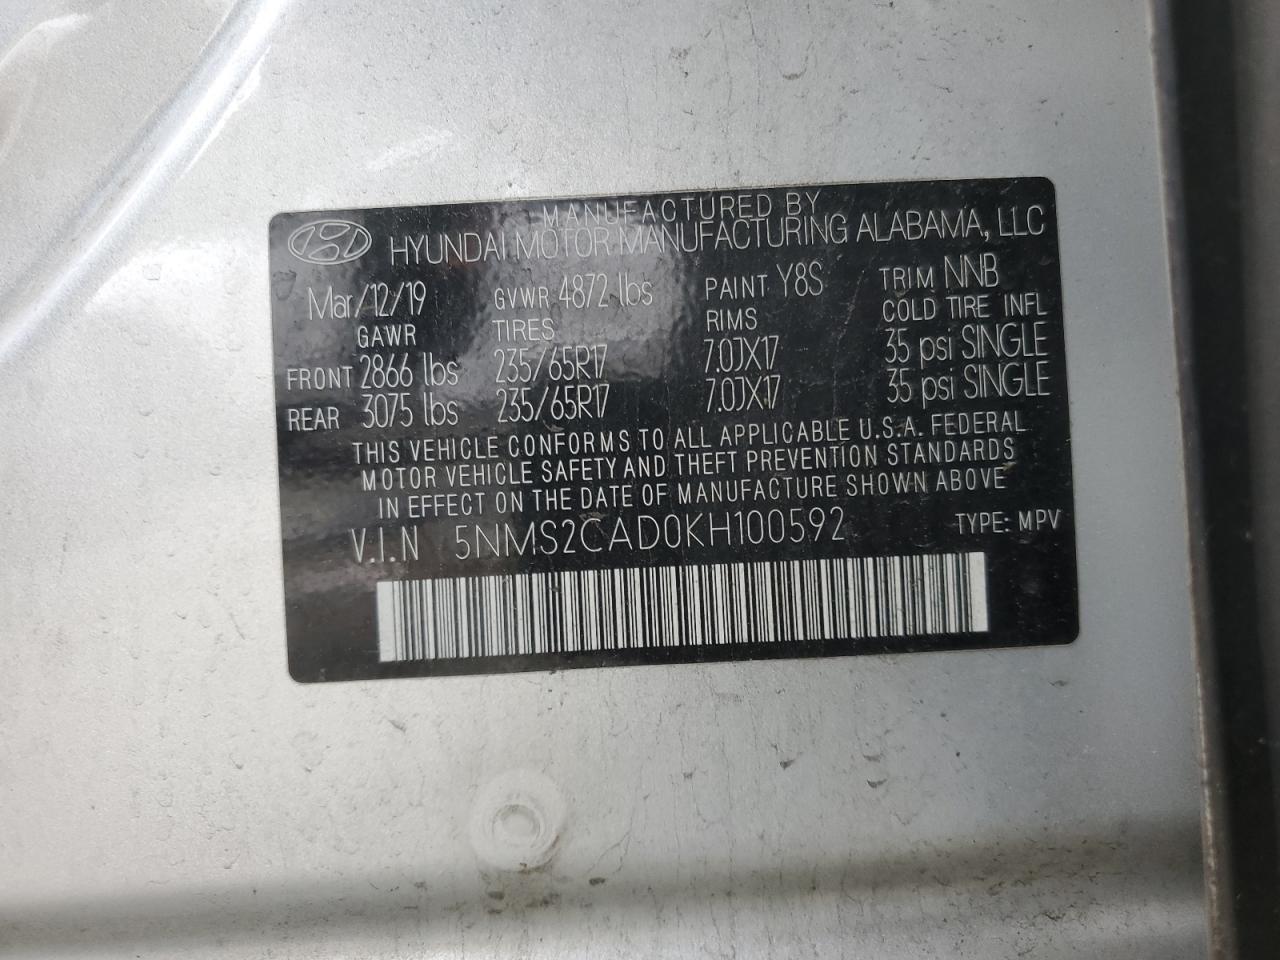 MANUFACTURED BY
HYUNDAI MOTOR MANUFACTURING ALABAMA, LLC
Mar/12/19 GVWR 4872 lbs PAINT Y8S TRIM NNB
GAWR TIRES RIMS COLD TIRE INFL
FRONT 2866 lbs 235/65R17 7.0JX17 35 psi SINGLE
REAR 3075 lbs 235/65R17 7.0JX17 35 psi SINGLE
THIS VEHICLE CONFORMS TO ALL APPLICABLE U.S.A. FEDERAL
MOTOR VEHICLE SAFETY AND THEFT PREVENTION STANDARDS
IN EFFECT ON THE DATE OF MANUFACTURE SHOWN ABOVE
V.I.N 5NMS2CAD0KH100592 TYPE: MPV